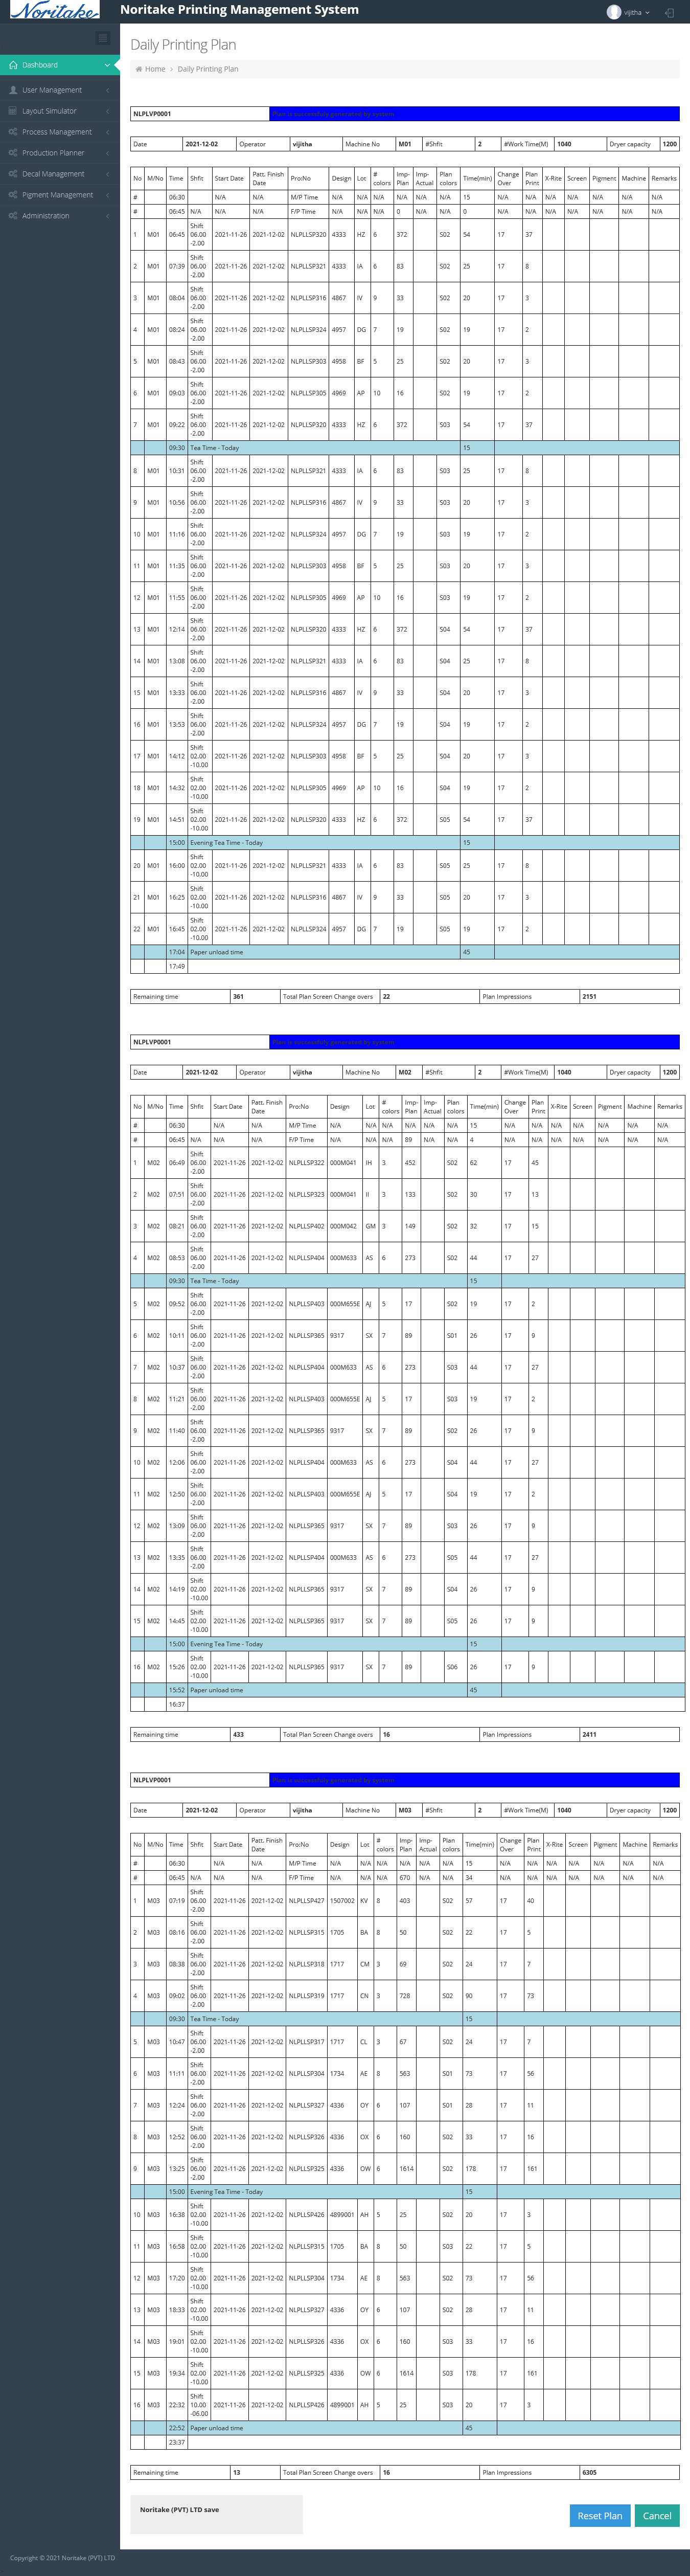 Noritake
Noritake Printing Management System
vijitha
Dashboard
User Management
Layout Simulator
Process Management
Production Planner
Decal Management
Pigment Management
Administration
Daily Printing Plan
Home > Daily Printing Plan
NLPLVP0001 Plan is successfully generated by system
Date 2021-12-02 Operator vijitha Machine No M01 #Shfit 2 #Work Time(M) 1040 Dryer capacity 1200
No M/No Time Shfit Start Date Patt. Finish Date Pro:No Design Lot # colors Imp-Plan Imp-Actual Plan colors Time(min) Change Over Plan Print X-Rite Screen Pigment Machine Remarks
# 06:30 N/A N/A M/P Time N/A N/A N/A N/A N/A N/A 15 N/A N/A N/A N/A N/A N/A N/A
# 06:45 N/A N/A N/A F/P Time N/A N/A N/A 0 N/A N/A 0 N/A N/A N/A N/A N/A N/A N/A
1 M01 06:45 Shift 06.00 -2.00 2021-11-26 2021-12-02 NLPLLSP320 4333 HZ 6 372 S02 54 17 37
2 M01 07:39 Shift 06.00 -2.00 2021-11-26 2021-12-02 NLPLLSP321 4333 IA 6 83 S02 25 17 8
3 M01 08:04 Shift 06.00 -2.00 2021-11-26 2021-12-02 NLPLLSP316 4867 IV 9 33 S02 20 17 3
4 M01 08:24 Shift 06.00 -2.00 2021-11-26 2021-12-02 NLPLLSP324 4957 DG 7 19 S02 19 17 2
5 M01 08:43 Shift 06.00 -2.00 2021-11-26 2021-12-02 NLPLLSP303 4958 BF 5 25 S02 20 17 3
6 M01 09:03 Shift 06.00 -2.00 2021-11-26 2021-12-02 NLPLLSP305 4969 AP 10 16 S02 19 17 2
7 M01 09:22 Shift 06.00 -2.00 2021-11-26 2021-12-02 NLPLLSP320 4333 HZ 6 372 S03 54 17 37
09:30 Tea Time - Today 15
8 M01 10:31 Shift 06.00 -2.00 2021-11-26 2021-12-02 NLPLLSP321 4333 IA 6 83 S03 25 17 8
9 M01 10:56 Shift 06.00 -2.00 2021-11-26 2021-12-02 NLPLLSP316 4867 IV 9 33 S03 20 17 3
10 M01 11:16 Shift 06.00 -2.00 2021-11-26 2021-12-02 NLPLLSP324 4957 DG 7 19 S03 19 17 2
11 M01 11:35 Shift 06.00 -2.00 2021-11-26 2021-12-02 NLPLLSP303 4958 BF 5 25 S03 20 17 3
12 M01 11:55 Shift 06.00 -2.00 2021-11-26 2021-12-02 NLPLLSP305 4969 AP 10 16 S03 19 17 2
13 M01 12:14 Shift 06.00 -2.00 2021-11-26 2021-12-02 NLPLLSP320 4333 HZ 6 372 S04 54 17 37
14 M01 13:08 Shift 06.00 -2.00 2021-11-26 2021-12-02 NLPLLSP321 4333 IA 6 83 S04 25 17 8
15 M01 13:33 Shift 06.00 -2.00 2021-11-26 2021-12-02 NLPLLSP316 4867 IV 9 33 S04 20 17 3
16 M01 13:53 Shift 06.00 -2.00 2021-11-26 2021-12-02 NLPLLSP324 4957 DG 7 19 S04 19 17 2
17 M01 14:12 Shift 02.00 -10.00 2021-11-26 2021-12-02 NLPLLSP303 4958 BF 5 25 S04 20 17 3
18 M01 14:32 Shift 02.00 -10.00 2021-11-26 2021-12-02 NLPLLSP305 4969 AP 10 16 S04 19 17 2
19 M01 14:51 Shift 02.00 -10.00 2021-11-26 2021-12-02 NLPLLSP320 4333 HZ 6 372 S05 54 17 37
15:00 Evening Tea Time - Today 15
20 M01 16:00 Shift 02.00 -10.00 2021-11-26 2021-12-02 NLPLLSP321 4333 IA 6 83 S05 25 17 8
21 M01 16:25 Shift 02.00 -10.00 2021-11-26 2021-12-02 NLPLLSP316 4867 IV 9 33 S05 20 17 3
22 M01 16:45 Shift 02.00 -10.00 2021-11-26 2021-12-02 NLPLLSP324 4957 DG 7 19 S05 19 17 2
17:04 Paper unload time 45
17:49
Remaining time 361 Total Plan Screen Change overs 22 Plan Impressions 2151
NLPLVP0001 Plan is successfully generated by system
Date 2021-12-02 Operator vijitha Machine No M02 #Shfit 2 #Work Time(M) 1040 Dryer capacity 1200
No M/No Time Shfit Start Date Patt. Finish Date Pro:No Design Lot # colors Imp-Plan Imp-Actual Plan colors Time(min) Change Over Plan Print X-Rite Screen Pigment Machine Remarks
# 06:30 N/A N/A M/P Time N/A N/A N/A N/A N/A N/A 15 N/A N/A N/A N/A N/A N/A N/A
# 06:45 N/A N/A N/A F/P Time N/A N/A N/A 89 N/A N/A 4 N/A N/A N/A N/A N/A N/A N/A
1 M02 06:49 Shift 06.00 -2.00 2021-11-26 2021-12-02 NLPLLSP322 000M041 IH 3 452 S02 62 17 45
2 M02 07:51 Shift 06.00 -2.00 2021-11-26 2021-12-02 NLPLLSP323 000M041 II 3 133 S02 30 17 13
3 M02 08:21 Shift 06.00 -2.00 2021-11-26 2021-12-02 NLPLLSP402 000M042 GM 3 149 S02 32 17 15
4 M02 08:53 Shift 06.00 -2.00 2021-11-26 2021-12-02 NLPLLSP404 000M633 AS 6 273 S02 44 17 27
09:30 Tea Time - Today 15
5 M02 09:52 Shift 06.00 -2.00 2021-11-26 2021-12-02 NLPLLSP403 000M655E AJ 5 17 S02 19 17 2
6 M02 10:11 Shift 06.00 -2.00 2021-11-26 2021-12-02 NLPLLSP365 9317 SX 7 89 S01 26 17 9
7 M02 10:37 Shift 06.00 -2.00 2021-11-26 2021-12-02 NLPLLSP404 000M633 AS 6 273 S03 44 17 27
8 M02 11:21 Shift 06.00 -2.00 2021-11-26 2021-12-02 NLPLLSP403 000M655E AJ 5 17 S03 19 17 2
9 M02 11:40 Shift 06.00 -2.00 2021-11-26 2021-12-02 NLPLLSP365 9317 SX 7 89 S02 26 17 9
10 M02 12:06 Shift 06.00 -2.00 2021-11-26 2021-12-02 NLPLLSP404 000M633 AS 6 273 S04 44 17 27
11 M02 12:50 Shift 06.00 -2.00 2021-11-26 2021-12-02 NLPLLSP403 000M655E AJ 5 17 S04 19 17 2
12 M02 13:09 Shift 06.00 -2.00 2021-11-26 2021-12-02 NLPLLSP365 9317 SX 7 89 S03 26 17 9
13 M02 13:35 Shift 06.00 -2.00 2021-11-26 2021-12-02 NLPLLSP404 000M633 AS 6 273 S05 44 17 27
14 M02 14:19 Shift 02.00 -10.00 2021-11-26 2021-12-02 NLPLLSP365 9317 SX 7 89 S04 26 17 9
15 M02 14:45 Shift 02.00 -10.00 2021-11-26 2021-12-02 NLPLLSP365 9317 SX 7 89 S05 26 17 9
15:00 Evening Tea Time - Today 15
16 M02 15:26 Shift 02.00 -10.00 2021-11-26 2021-12-02 NLPLLSP365 9317 SX 7 89 S06 26 17 9
15:52 Paper unload time 45
16:37
Remaining time 433 Total Plan Screen Change overs 16 Plan Impressions 2411
NLPLVP0001 Plan is successfully generated by system
Date 2021-12-02 Operator vijitha Machine No M03 #Shfit 2 #Work Time(M) 1040 Dryer capacity 1200
No M/No Time Shfit Start Date Patt. Finish Date Pro:No Design Lot # colors Imp-Plan Imp-Actual Plan colors Time(min) Change Over Plan Print X-Rite Screen Pigment Machine Remarks
# 06:30 N/A N/A M/P Time N/A N/A N/A N/A N/A N/A 15 N/A N/A N/A N/A N/A N/A N/A
# 06:45 N/A N/A N/A F/P Time N/A N/A N/A 670 N/A N/A 34 N/A N/A N/A N/A N/A N/A N/A
1 M03 07:19 Shift 06.00 -2.00 2021-11-26 2021-12-02 NLPLLSP427 1507002 KV 8 403 S02 57 17 40
2 M03 08:16 Shift 06.00 -2.00 2021-11-26 2021-12-02 NLPLLSP315 1705 BA 8 50 S02 22 17 5
3 M03 08:38 Shift 06.00 -2.00 2021-11-26 2021-12-02 NLPLLSP318 1717 CM 3 69 S02 24 17 7
4 M03 09:02 Shift 06.00 -2.00 2021-11-26 2021-12-02 NLPLLSP319 1717 CN 3 728 S02 90 17 73
09:30 Tea Time - Today 15
5 M03 10:47 Shift 06.00 -2.00 2021-11-26 2021-12-02 NLPLLSP317 1717 CL 3 67 S02 24 17 7
6 M03 11:11 Shift 06.00 -2.00 2021-11-26 2021-12-02 NLPLLSP304 1734 AE 8 563 S01 73 17 56
7 M03 12:24 Shift 06.00 -2.00 2021-11-26 2021-12-02 NLPLLSP327 4336 OY 6 107 S01 28 17 11
8 M03 12:52 Shift 06.00 -2.00 2021-11-26 2021-12-02 NLPLLSP326 4336 OX 6 160 S02 33 17 16
9 M03 13:25 Shift 06.00 -2.00 2021-11-26 2021-12-02 NLPLLSP325 4336 OW 6 1614 S02 178 17 161
15:00 Evening Tea Time - Today 15
10 M03 16:38 Shift 02.00 -10.00 2021-11-26 2021-12-02 NLPLLSP426 4899001 AH 5 25 S02 20 17 3
11 M03 16:58 Shift 02.00 -10.00 2021-11-26 2021-12-02 NLPLLSP315 1705 BA 8 50 S03 22 17 5
12 M03 17:20 Shift 02.00 -10.00 2021-11-26 2021-12-02 NLPLLSP304 1734 AE 8 563 S02 73 17 56
13 M03 18:33 Shift 02.00 -10.00 2021-11-26 2021-12-02 NLPLLSP327 4336 OY 6 107 S02 28 17 11
14 M03 19:01 Shift 02.00 -10.00 2021-11-26 2021-12-02 NLPLLSP326 4336 OX 6 160 S03 33 17 16
15 M03 19:34 Shift 02.00 -10.00 2021-11-26 2021-12-02 NLPLLSP325 4336 OW 6 1614 S03 178 17 161
16 M03 22:32 Shift 10.00 -06.00 2021-11-26 2021-12-02 NLPLLSP426 4899001 AH 5 25 S03 20 17 3
22:52 Paper unload time 45
23:37
Remaining time 13 Total Plan Screen Change overs 16 Plan Impressions 6305
Noritake (PVT) LTD save
Reset Plan
Cancel
Copyright © 2021 Noritake (PVT) LTD